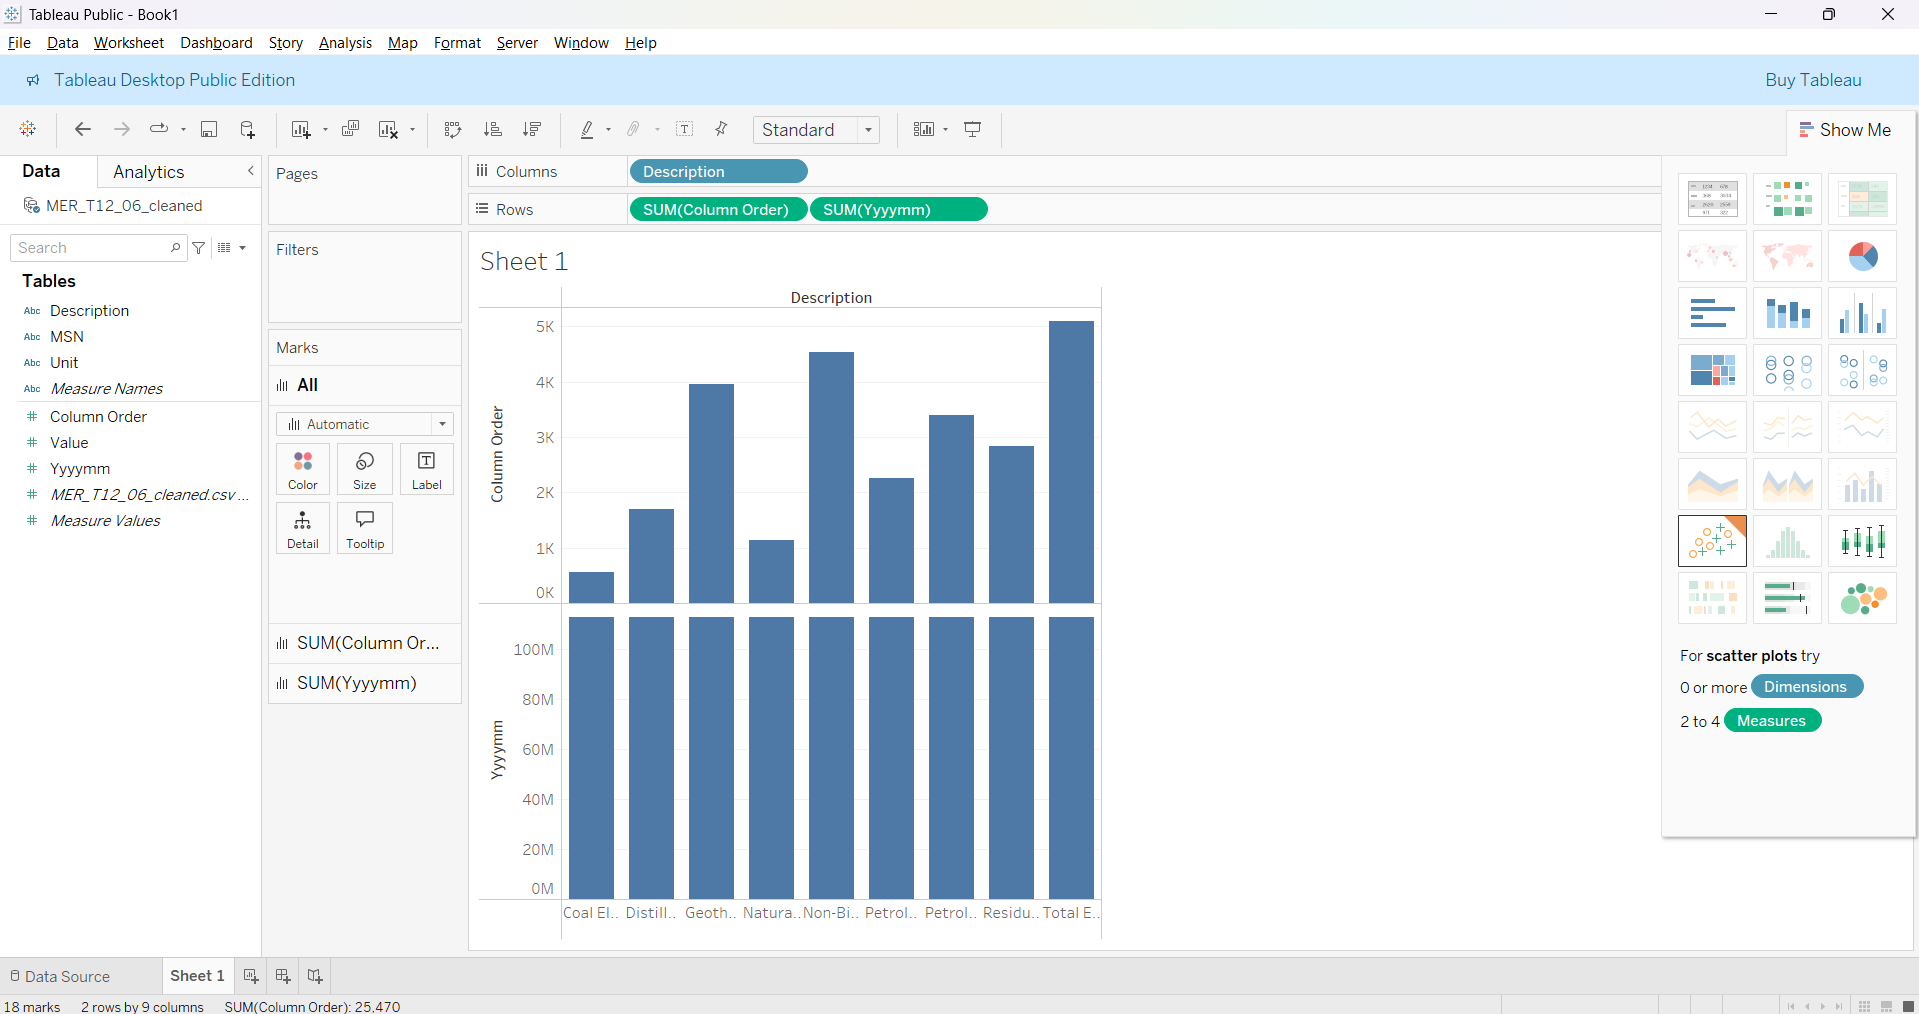 Tableau Public - Book1
File Data Worksheet Dashboard Story Analysis Map Format Server Window Help
Tableau Desktop Public Edition
Buy Tableau
Standard
Show Me
Data
Analytics
MER_T12_06_cleaned
Search
Tables
Abc Description
Abc MSN
Abc Unit
Abc Measure Names
# Column Order
# Value
# Yyyymm
# MER_T12_06_cleaned.csv ...
# Measure Values
Pages
Filters
Marks
All
Automatic
Color
Size
Label
Detail
Tooltip
SUM(Column Or...
SUM(Yyyymm)
Columns
Description
Rows
SUM(Column Order)
SUM(Yyyymm)
Sheet 1
Description
Column Order
5K
4K
3K
2K
1K
0K
Yyyymm
100M
80M
60M
40M
20M
0M
Coal El.. Distill.. Geoth.. Natura.. Non-Bi.. Petrol.. Petrol.. Residu.. Total E..
For scatter plots try
0 or more Dimensions
2 to 4 Measures
Data Source
Sheet 1
18 marks
2 rows by 9 columns
SUM(Column Order): 25,470